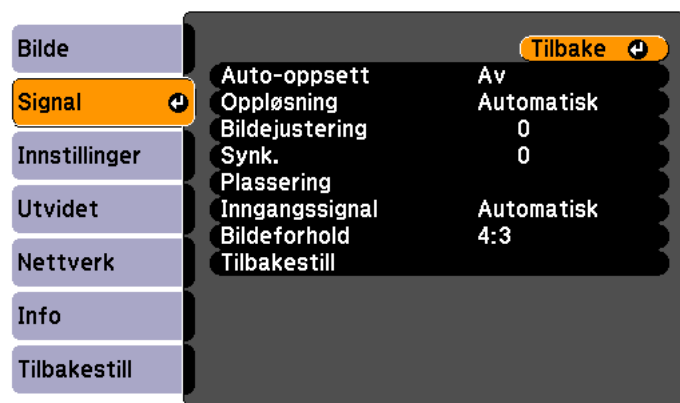 Bilde
Signal
Innstillinger
Utvidet
Nettverk
Info
Tilbakestill
Tilbake
Auto-oppsett Av
Oppløsning Automatisk
Bildejustering 0
Synk. 0
Plassering
Inngangssignal Automatisk
Bildeforhold 4:3
Tilbakestill